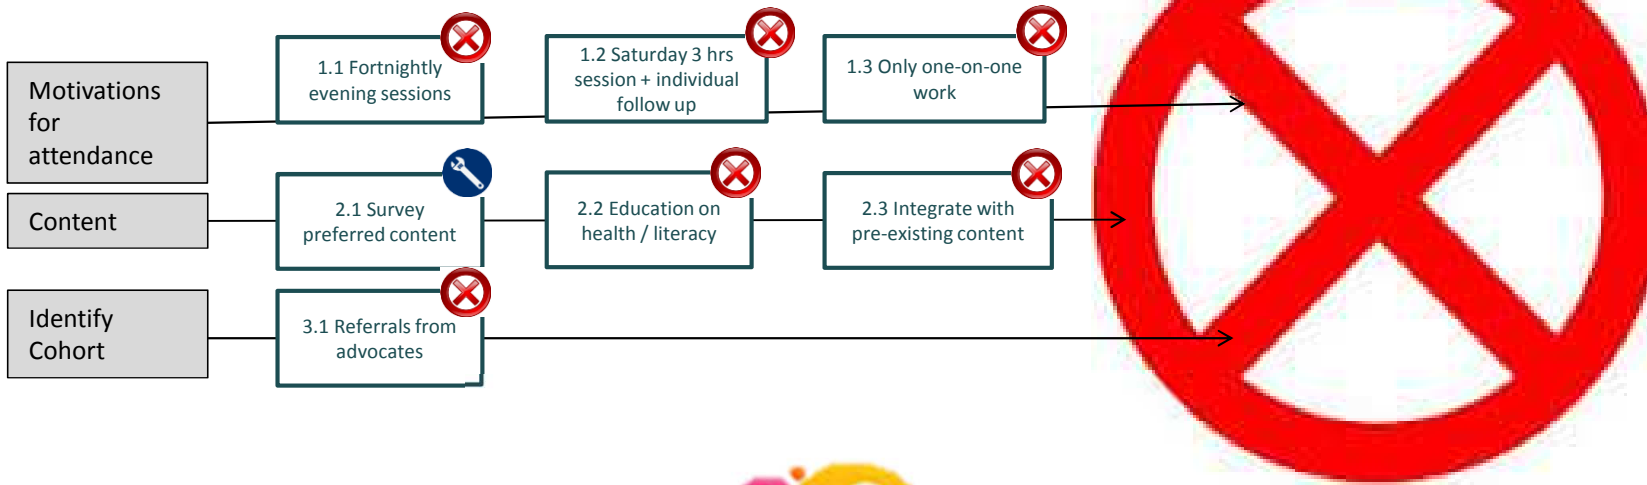 Motivations
for
attendance
1.1 Fortnightly
evening sessions
1.2 Saturday 3 hrs
session + individual
follow up
1.3 Only one-on-one
work
Content
2.1 Survey
preferred content
2.2 Education on
health / literacy
2.3 Integrate with
pre-existing content
Identify
Cohort
3.1 Referrals from
advocates